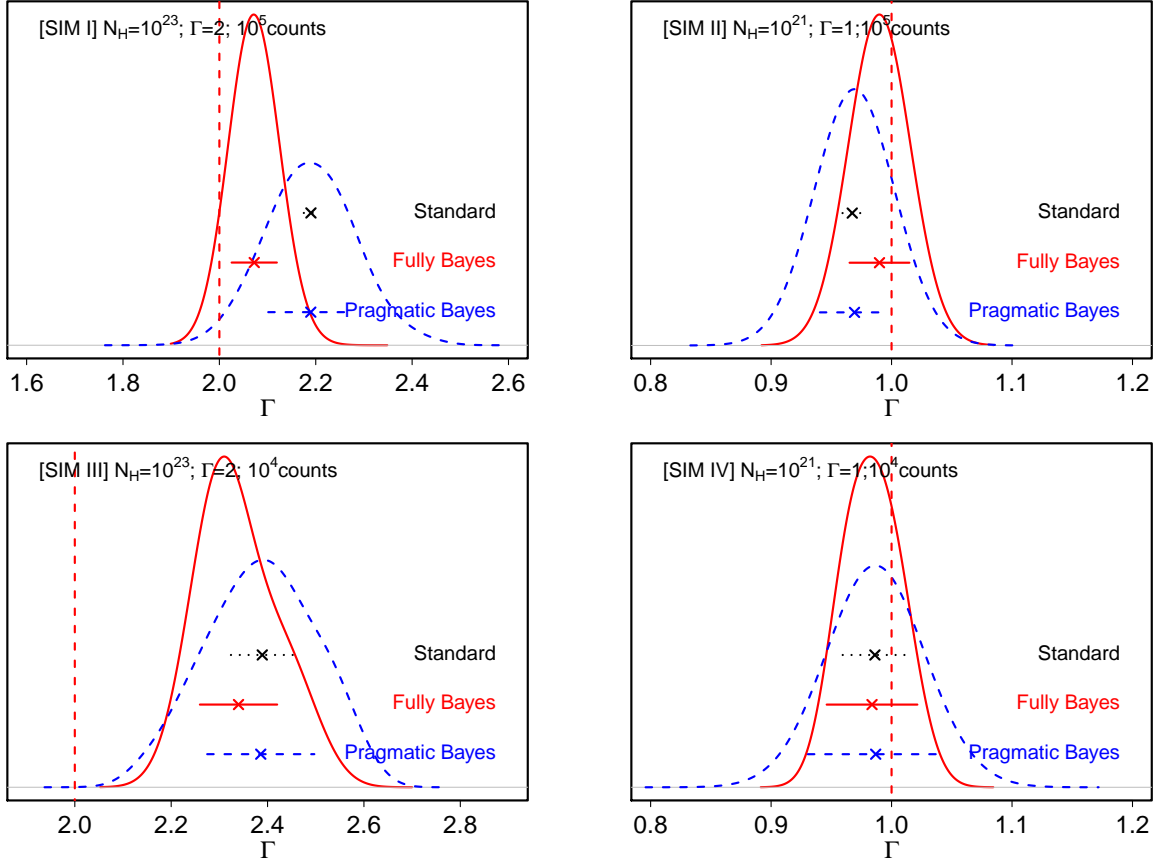 [SIM I] N_H=10^23; Γ=2; 10^5counts
Standard
Fully Bayes
Pragmatic Bayes
1.6 1.8 2.0 2.2 2.4 2.6
Γ
[SIM II] N_H=10^21; Γ=1;10^5counts
Standard
Fully Bayes
Pragmatic Bayes
0.8 0.9 1.0 1.1 1.2
Γ
[SIM III] N_H=10^23; Γ=2; 10^4counts
Standard
Fully Bayes
Pragmatic Bayes
2.0 2.2 2.4 2.6 2.8
Γ
[SIM IV] N_H=10^21; Γ=1;10^4counts
Standard
Fully Bayes
Pragmatic Bayes
0.8 0.9 1.0 1.1 1.2
Γ